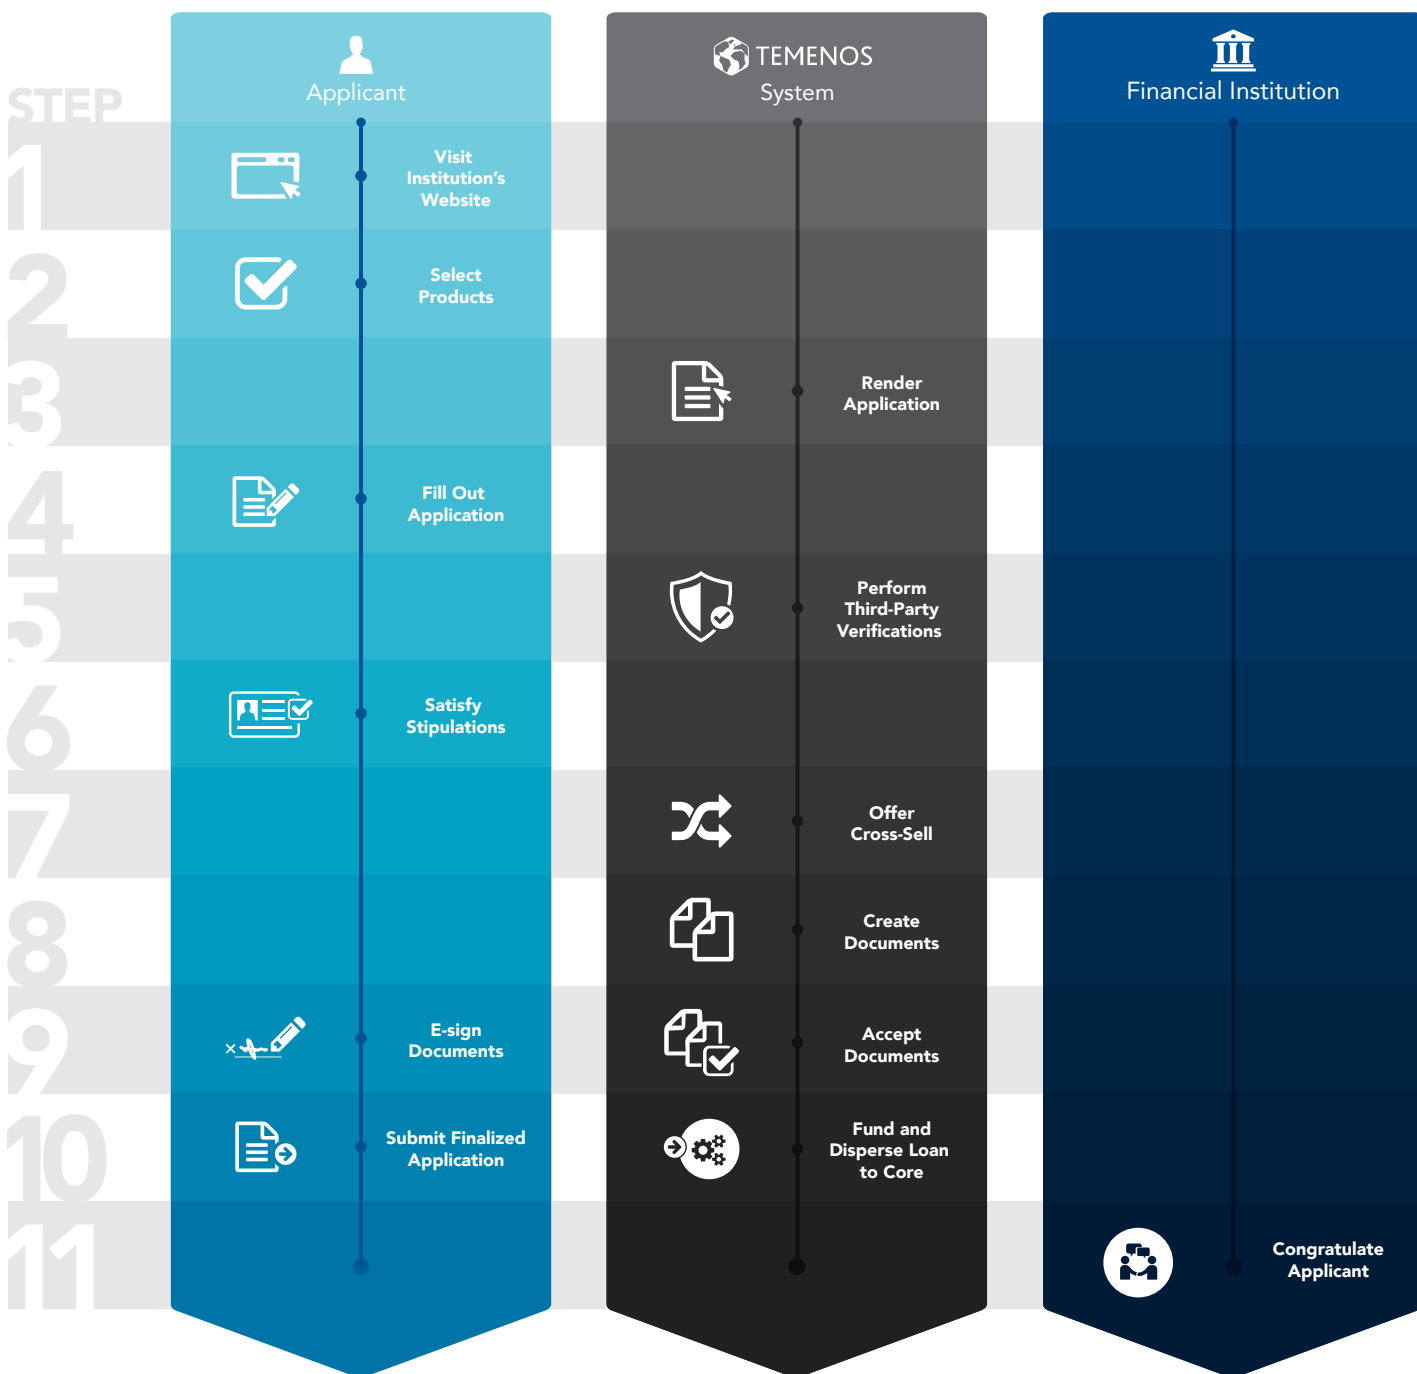 TEMENOS
Applicant
System
Financial Institution
STEP
1
Visit
Institution’s
Website
2
Select
Products
3
Render
Application
4
Fill Out
Application
5
Perform
Third-Party
Verifications
6
Satisfy
Stipulations
7
Offer
Cross-Sell
8
Create
Documents
9
E-sign
Documents
Accept
Documents
10
Submit Finalized
Application
Fund and
Disperse Loan
to Core
11
Congratulate
Applicant